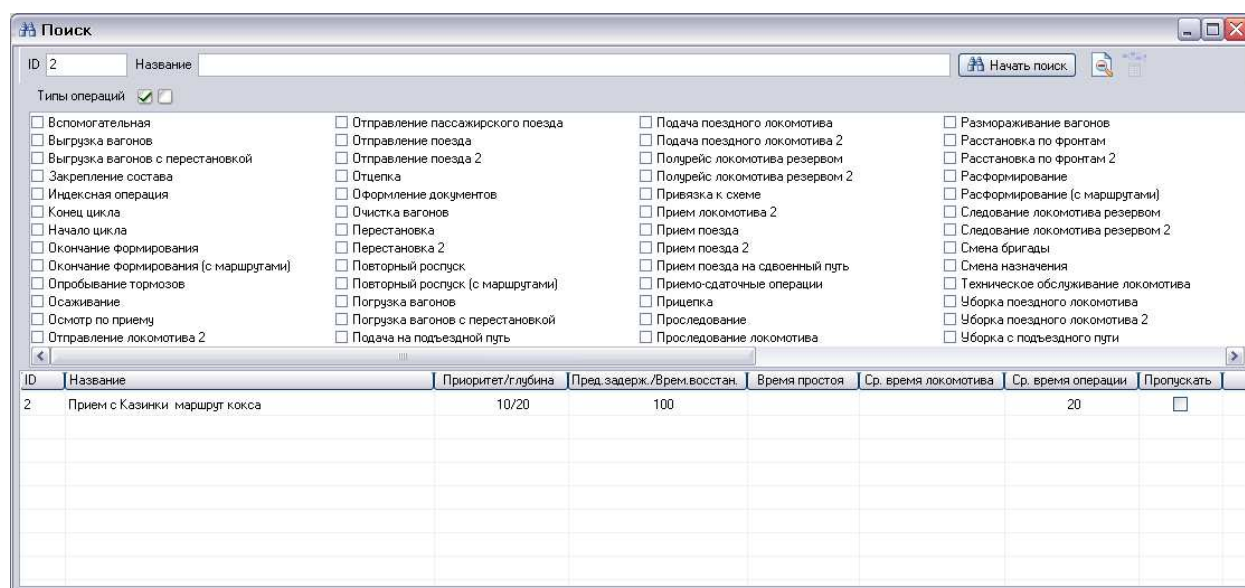 Поиск
ID 2 Название Начать поиск
Типы операций
Вспомогательная Отправление пассажирского поезда Подача поездного локомотива Размораживание вагонов
Выгрузка вагонов Отправление поезда Подача поездного локомотива 2 Расстановка по фронтам
Выгрузка вагонов с перестановкой Отправление поезда 2 Полурейс локомотива резервом Расстановка по фронтам 2
Закрепление состава Отцепка Полурейс локомотива резервом 2 Расформирование
Индексная операция Оформление документов Привязка к схеме Расформирование (с маршрутами)
Конец цикла Очистка вагонов Прием локомотива 2 Следование локомотива резервом
Начало цикла Перестановка Прием поезда Следование локомотива резервом 2
Окончание формирования Перестановка 2 Прием поезда 2 Смена бригады
Окончание формирования (с маршрутами) Повторный роспуск Прием поезда на сдвоенный путь Смена назначения
Опробывание тормозов Повторный роспуск (с маршрутами) Приемо-сдаточные операции Техническое обслуживание локомотива
Осаживание Погрузка вагонов Прицепка Уборка поездного локомотива
Осмотр по приему Погрузка вагонов с перестановкой Проследование Уборка поездного локомотива 2
Отправление локомотива 2 Подача на подъездной путь Проследование локомотива Уборка с подъездного пути
ID Название Приоритет/глубина Пред.задерж./Врем.восстан. Время простоя Ср. время локомотива Ср. время операции Пропускать
2 Прием с Казинки маршрут кокса 10/20 100 20